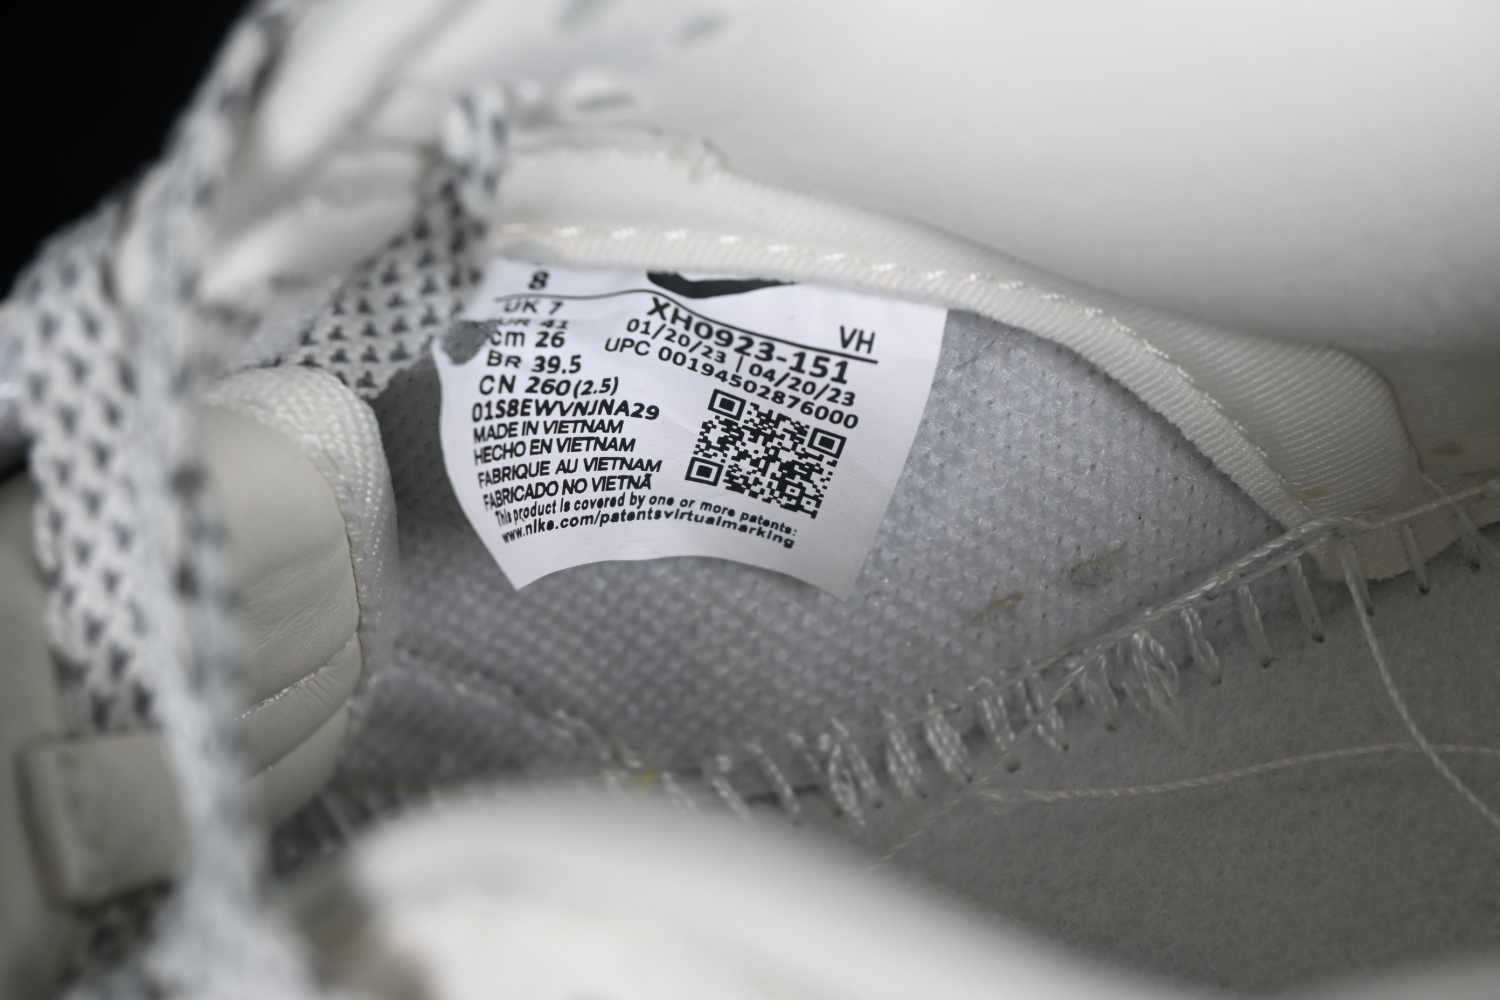 8
UK 7
EUR 41
cm 26
BR 39.5
CN 260 (2.5)
01S8EWVNJNA29
MADE IN VIETNAM
HECHO EN VIETNAM
FABRIQUE AU VIETNAM
FABRICADO NO VIETNÃ
This product is covered by one or more patents:
www.nike.com/patentsvirtualmarking
VH
XH0923-151
01/20/23 | 04/20/23
UPC 00194502876000